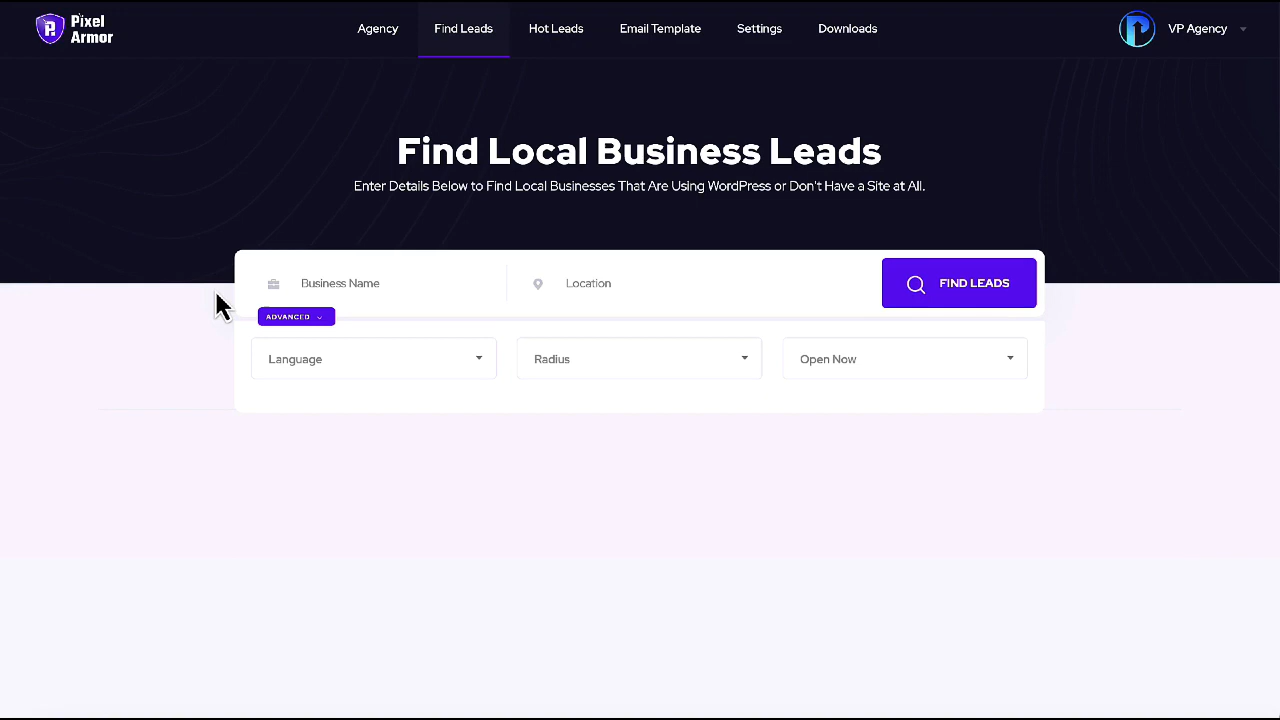 Pixel
Armor
Agency
Find Leads
Hot Leads
Email Template
Settings
Downloads
VP Agency
Find Local Business Leads
Enter Details Below to Find Local Businesses That Are Using WordPress or Don't Have a Site at All.
Business Name
Location
FIND LEADS
ADVANCED
Language
Radius
Open Now